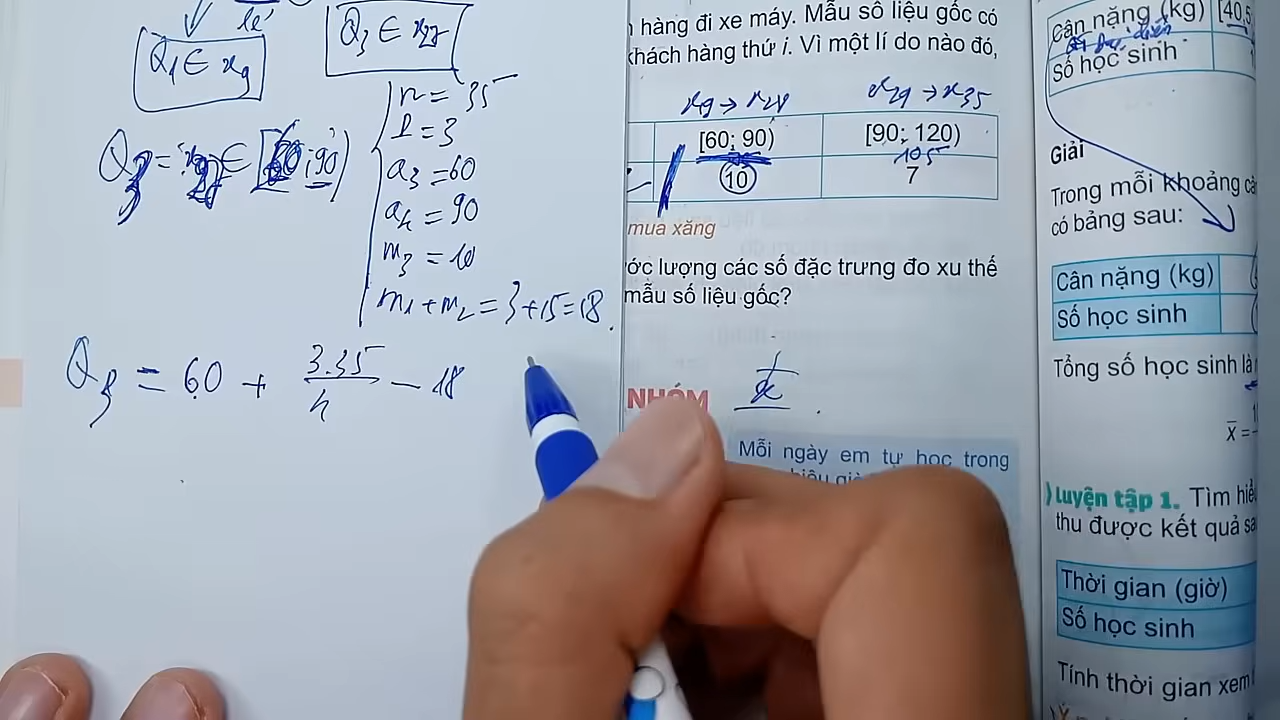 lẻ
Q₁ ∈ x₉
Q₃ ∈ x₂₇
n = 35
p = 3
a₃ = 60
a₄ = 90
m₃ = 10
m₁ + m₂ = 3 + 15 = 18.
Q₃ = ∈ [60; 90)
Q₃ = 60 + 3.35/4 - 18
hàng đi xe máy. Mẫu số liệu gốc có
khách hàng thứ i. Vì một lí do nào đó,
x₂₉ → x₃₅
[60; 90) [90; 120)
105
10 7
mua xăng
ớc lượng các số đặc trưng đo xu thế
mẫu số liệu gốc?
NHÓM
Mỗi ngày em tự học trong
Cân nặng (kg) [40,5
Số học sinh
Giải
Trong mỗi khoảng câ
có bảng sau:
Cân nặng (kg)
Số học sinh
Tổng số học sinh là
x̄ =
Luyện tập 1. Tìm hiể
thu được kết quả sa
Thời gian (giờ)
Số học sinh
Tính thời gian xem